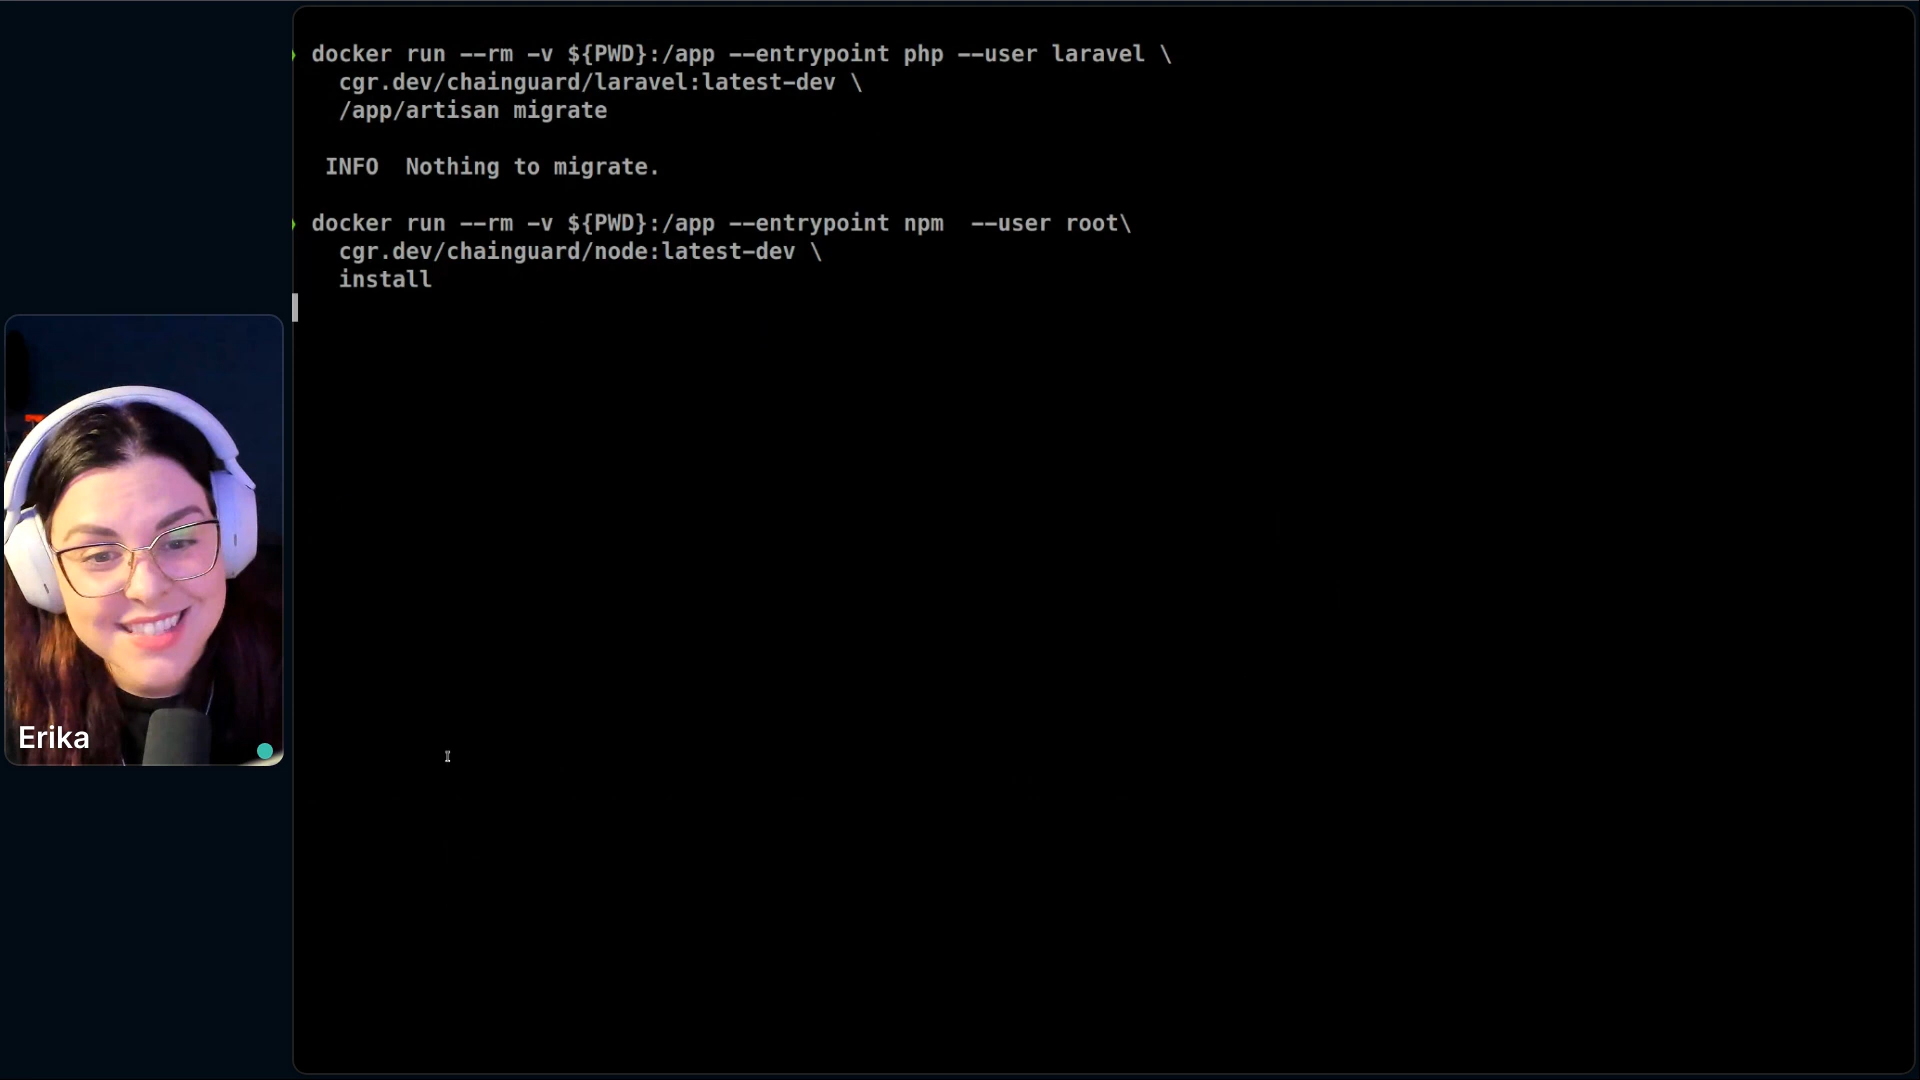 docker run --rm -v ${PWD}:/app --entrypoint php --user laravel \
cgr.dev/chainguard/laravel:latest-dev \
/app/artisan migrate
INFO  Nothing to migrate.
docker run --rm -v ${PWD}:/app --entrypoint npm  --user root\
cgr.dev/chainguard/node:latest-dev \
install
Erika